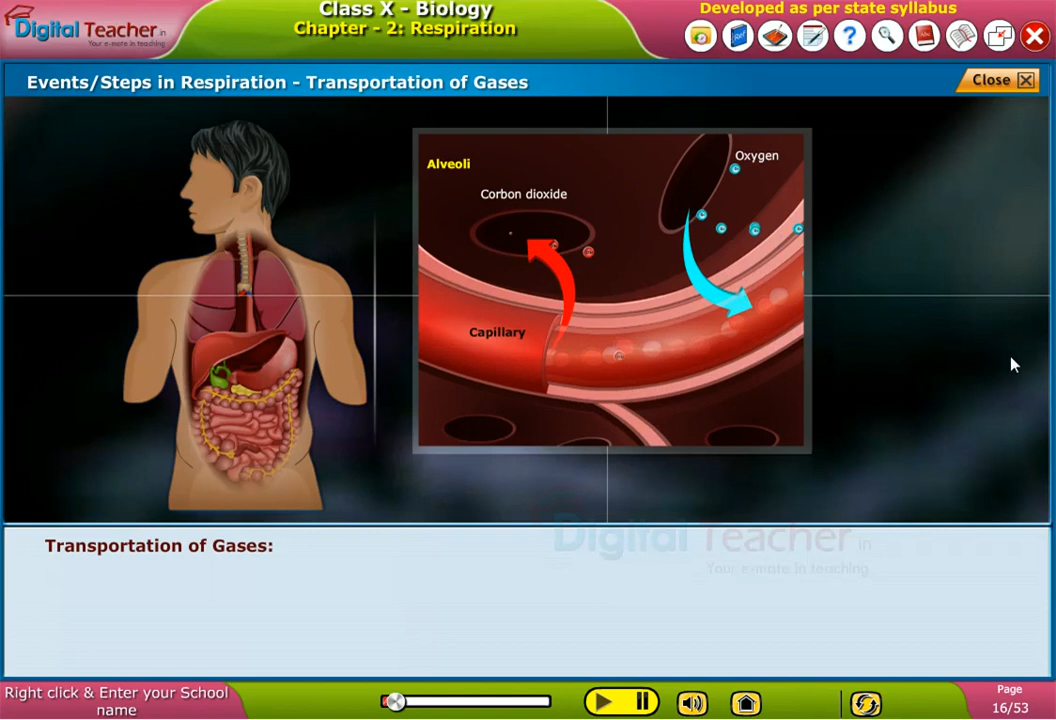 Digital Teacher.in
Your e-mate in teaching
Class X - Biology
Chapter - 2: Respiration
Developed as per state syllabus
Events/Steps in Respiration - Transportation of Gases
Close
Alveoli
Oxygen
Corbon dioxide
Capillary
Transportation of Gases:
Digital Teacher.in
Your e-mate in teaching
Right click & Enter your School
name
Page
16/53